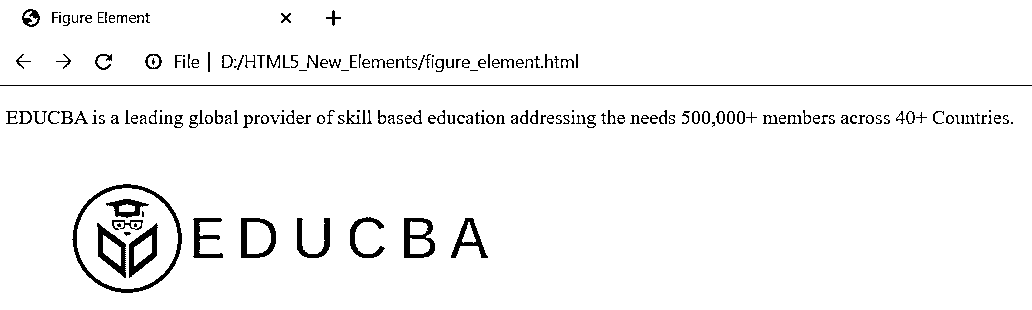 Figure Element
File | D:/HTML5_New_Elements/figure_element.html
EDUCBA is a leading global provider of skill based education addressing the needs 500,000+ members across 40+ Countries.
EDUCBA